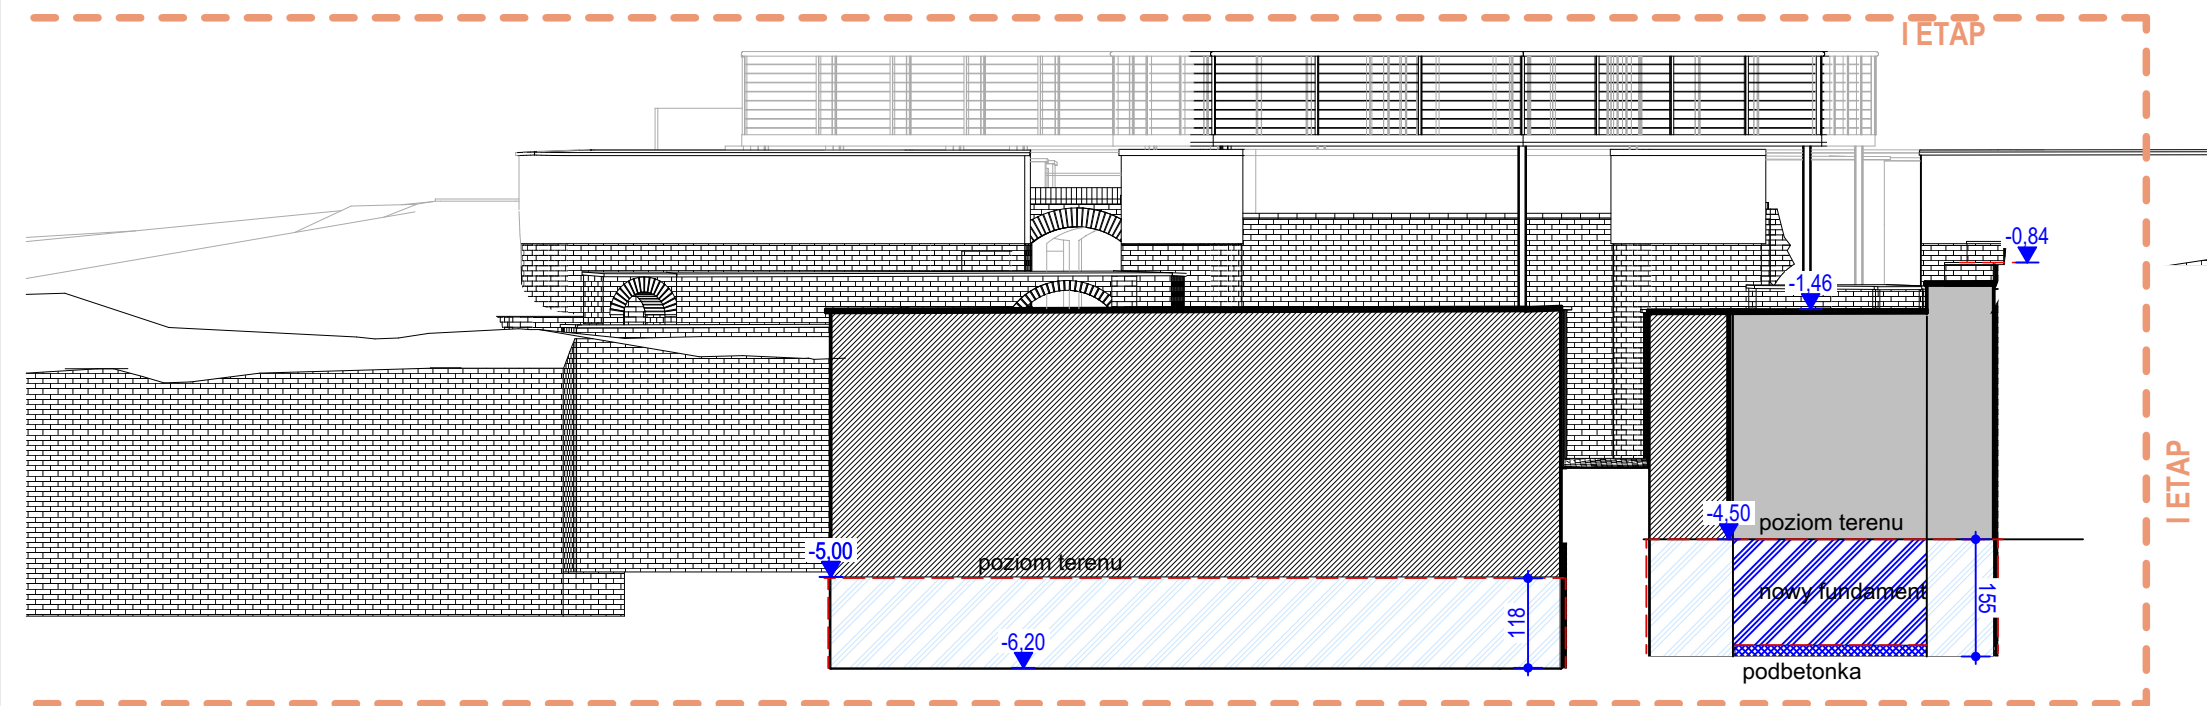 I ETAP
-0,84
-1,46
I ETAP
-4,50
poziom terenu
-5,00
poziom terenu
nowy fundament
155
118
-6,20
podbetonka